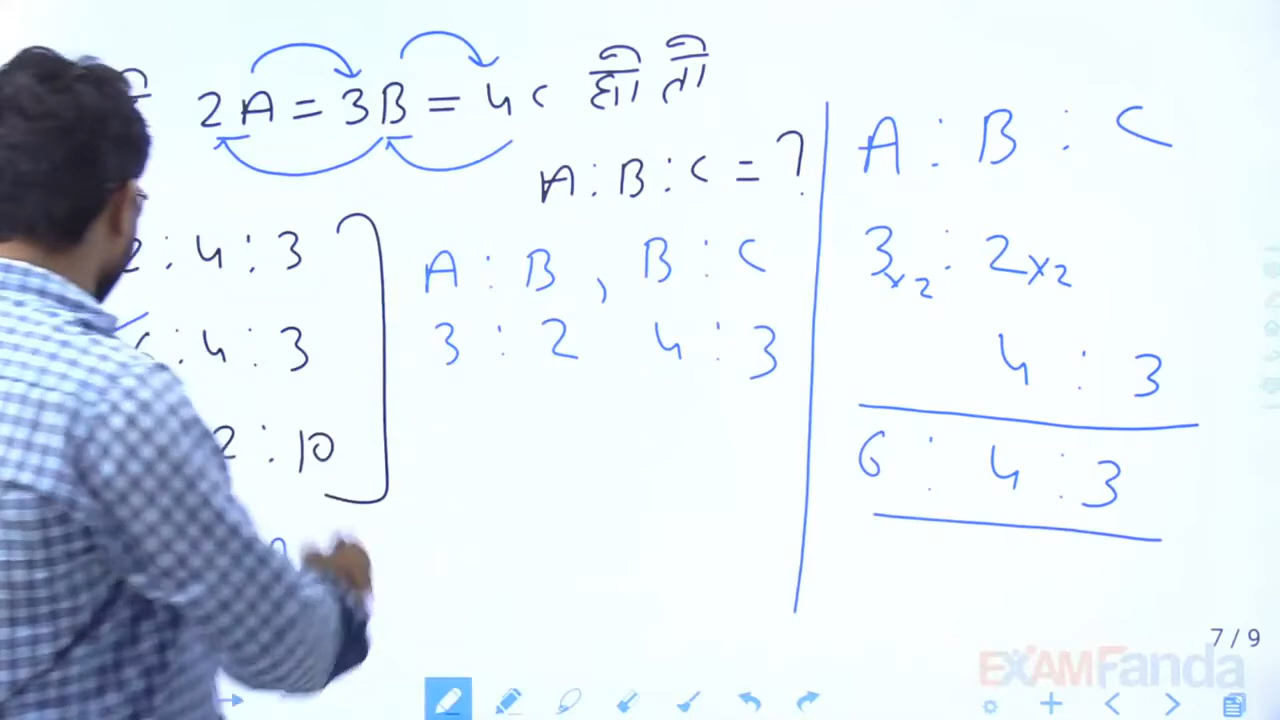 2A = 3B = 4C हो तो
A : B : C = ?
2 : 4 : 3
6 : 4 : 3
2 : 10
A : B , B : C
3 : 2 4 : 3
A : B : C
3×2 : 2×2
4 : 3
6 : 4 : 3
7 / 9
EXAMFanda